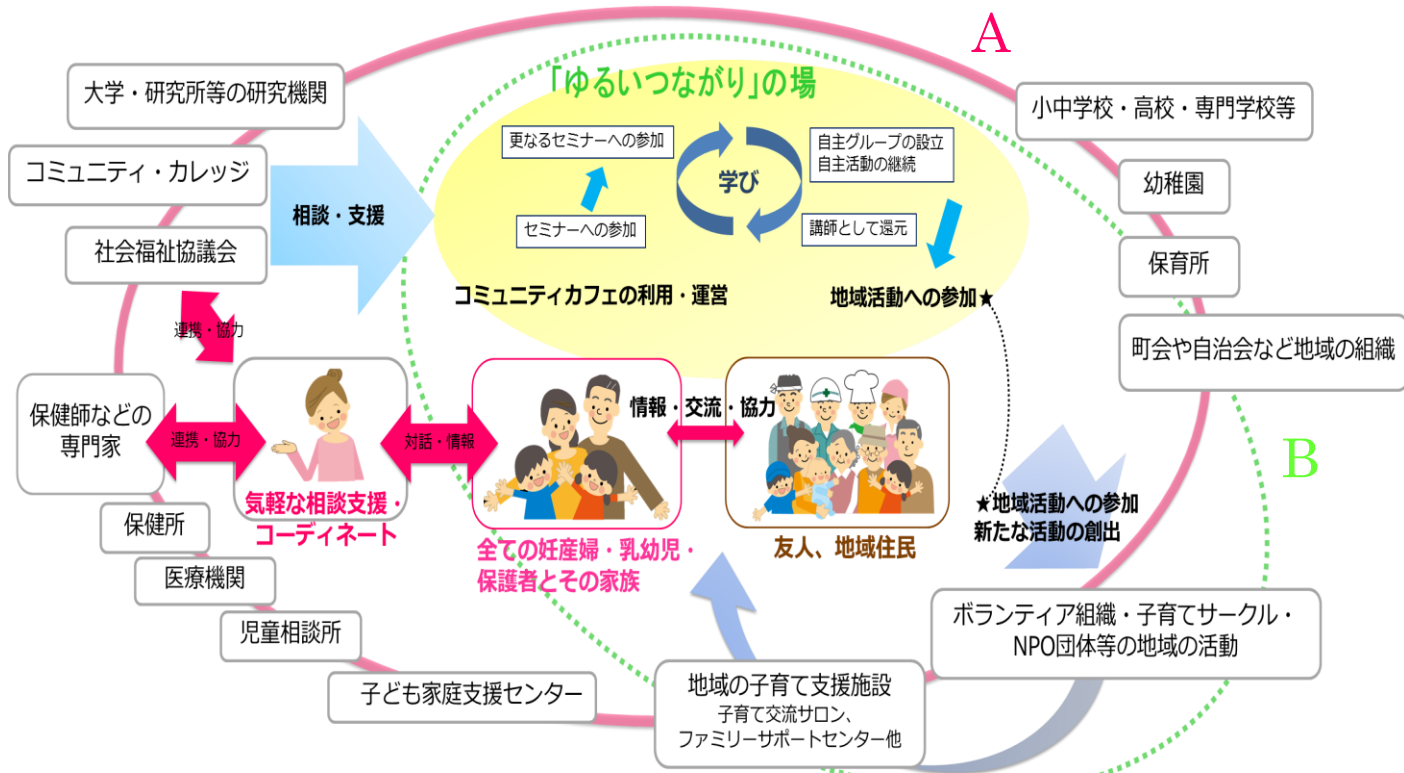 A
「ゆるいつながり」の場
大学・研究所等の研究機関
小中学校・高校・専門学校等
更なるセミナーへの参加
自主グループの設立
自主活動の継続
コミュニティ・カレッジ
学び
幼稚園
相談・支援
セミナーへの参加
講師として還元
社会福祉協議会
保育所
コミュニティカフェの利用・運営
地域活動への参加★
連携・協力
町会や自治会など地域の組織
保健師などの
専門家
連携・協力
対話・情報
情報・交流・協力
B
気軽な相談支援・
コーディネート
全ての妊産婦・乳幼児・
保護者とその家族
友人、地域住民
★地域活動への参加
新たな活動の創出
保健所
医療機関
児童相談所
子ども家庭支援センター
地域の子育て支援施設
子育て交流サロン、
ファミリーサポートセンター他
ボランティア組織・子育てサークル・
NPO団体等の地域の活動